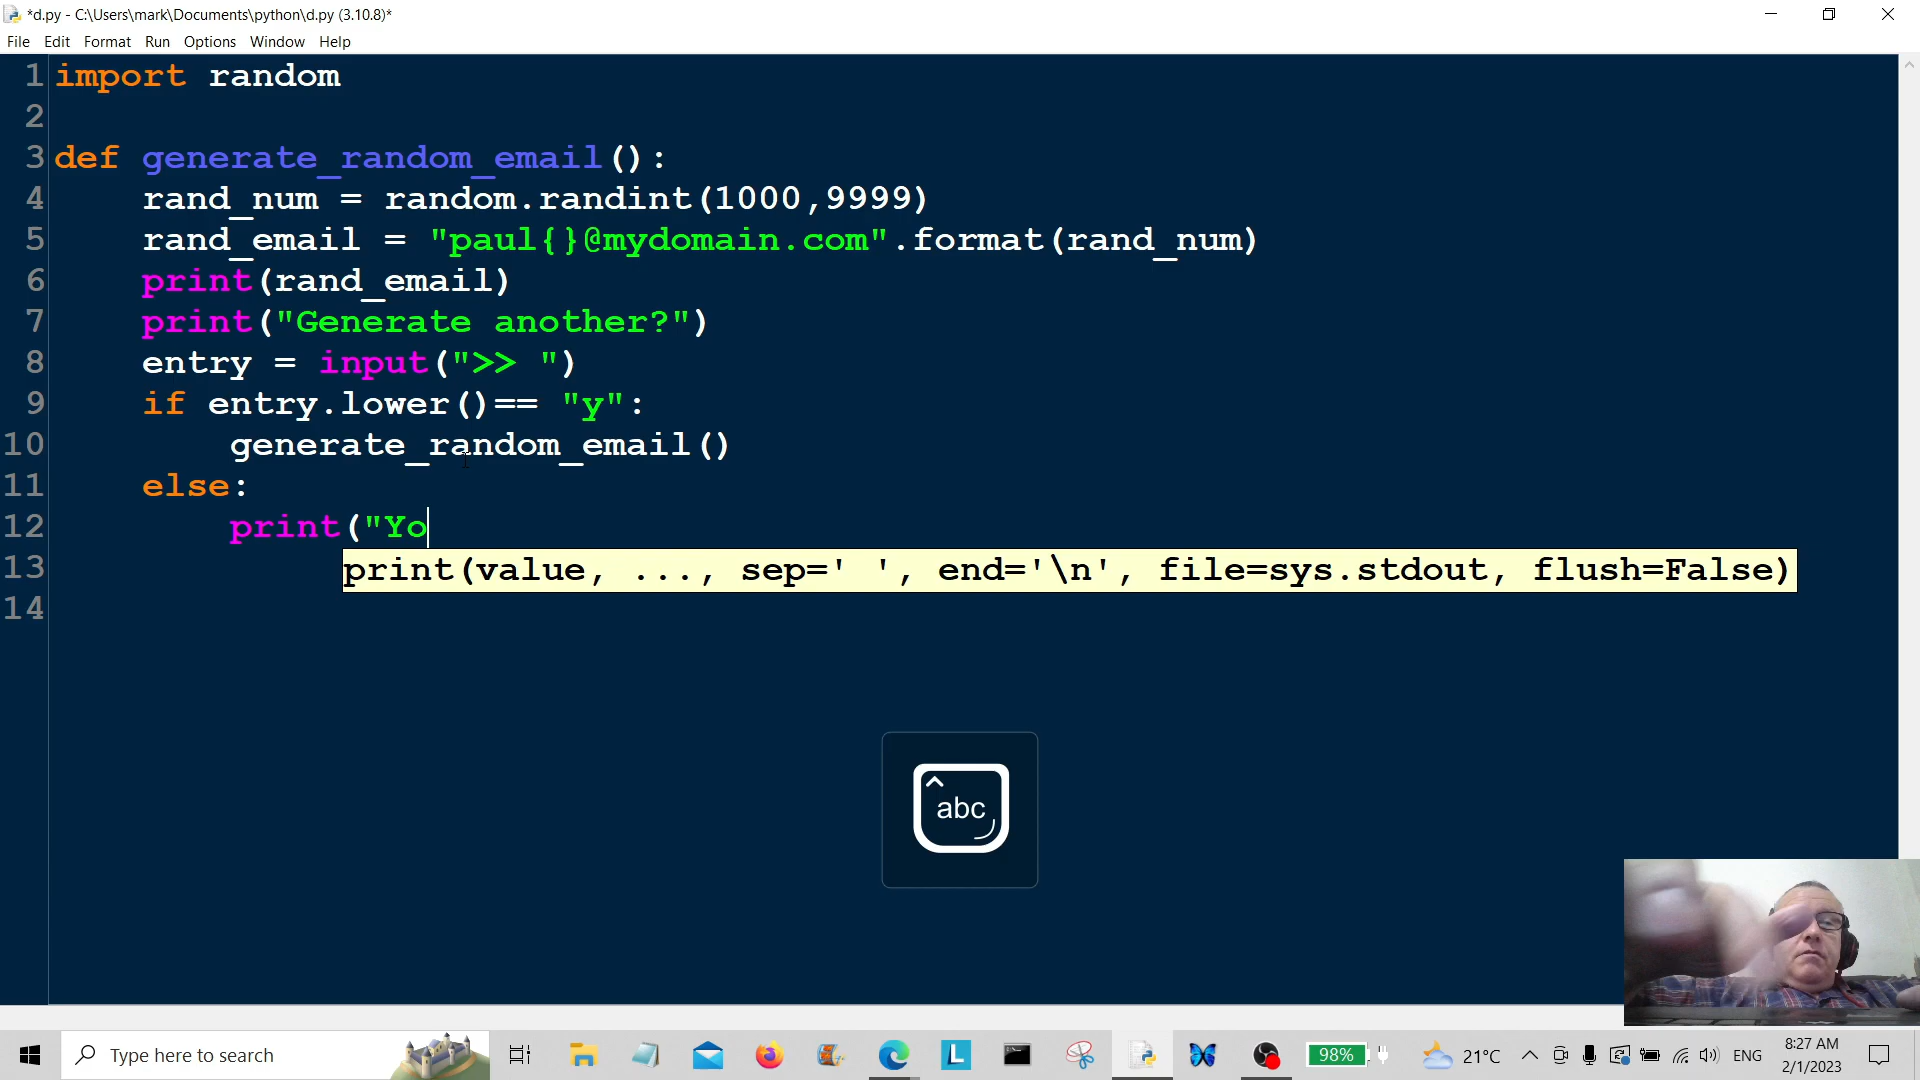 *d.py - C:\Users\mark\Documents\python\d.py (3.10.8)*
File Edit Format Run Options Window Help
1 import random
2
3 def generate_random_email():
4     rand_num = random.randint(1000,9999)
5     rand_email = "paul{}@mydomain.com".format(rand_num)
6     print(rand_email)
7     print("Generate another?")
8     entry = input(">> ")
9     if entry.lower()== "y":
10         generate_random_email()
11     else:
12         print("Yo
13 print(value, ..., sep=' ', end='\n', file=sys.stdout, flush=False)
14
^
abc
Type here to search L 98% 21°C ENG 8:27 AM
2/1/2023